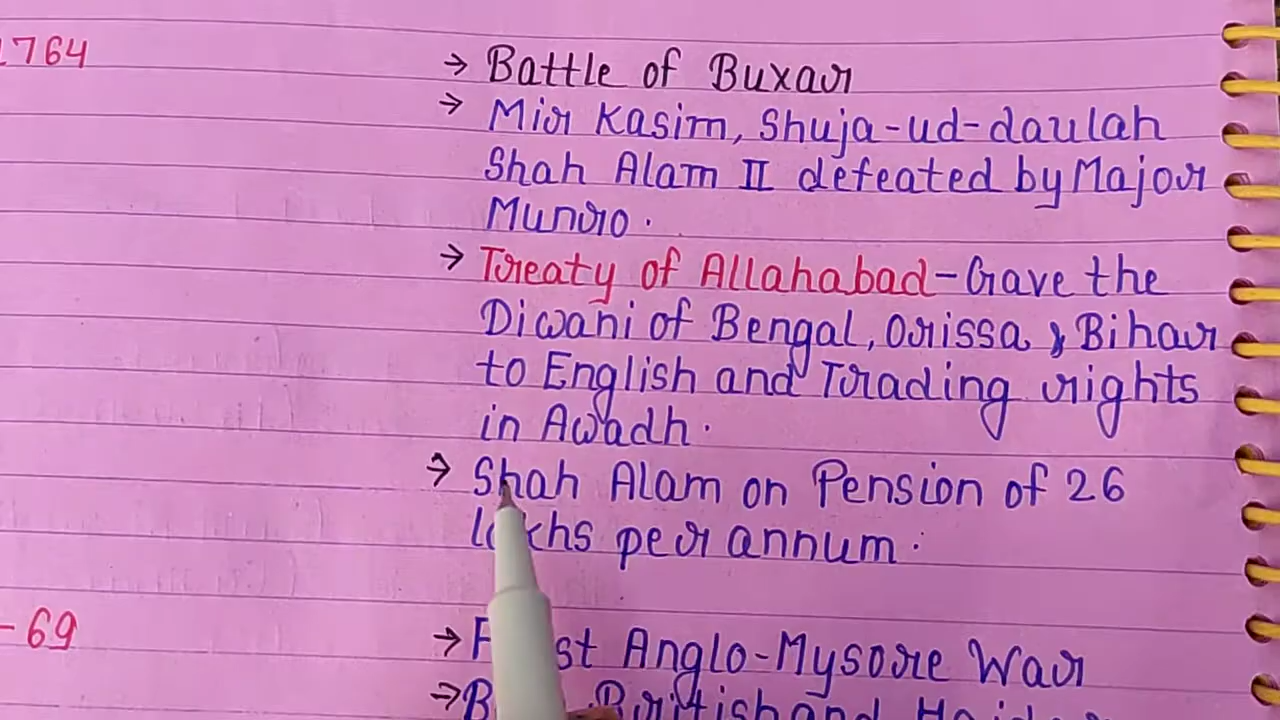 1764 → Battle of Buxar
→ Mir Kasim, Shuja-ud-daulah
Shah Alam II defeated by Major
Munro.
→ Treaty of Allahabad - Gave the
Diwani of Bengal, Orissa & Bihar
to English and Trading rights
in Awadh.
→ Shah Alam on Pension of 26
lakhs per annum.
-69 → First Anglo-Mysore War
→ British and